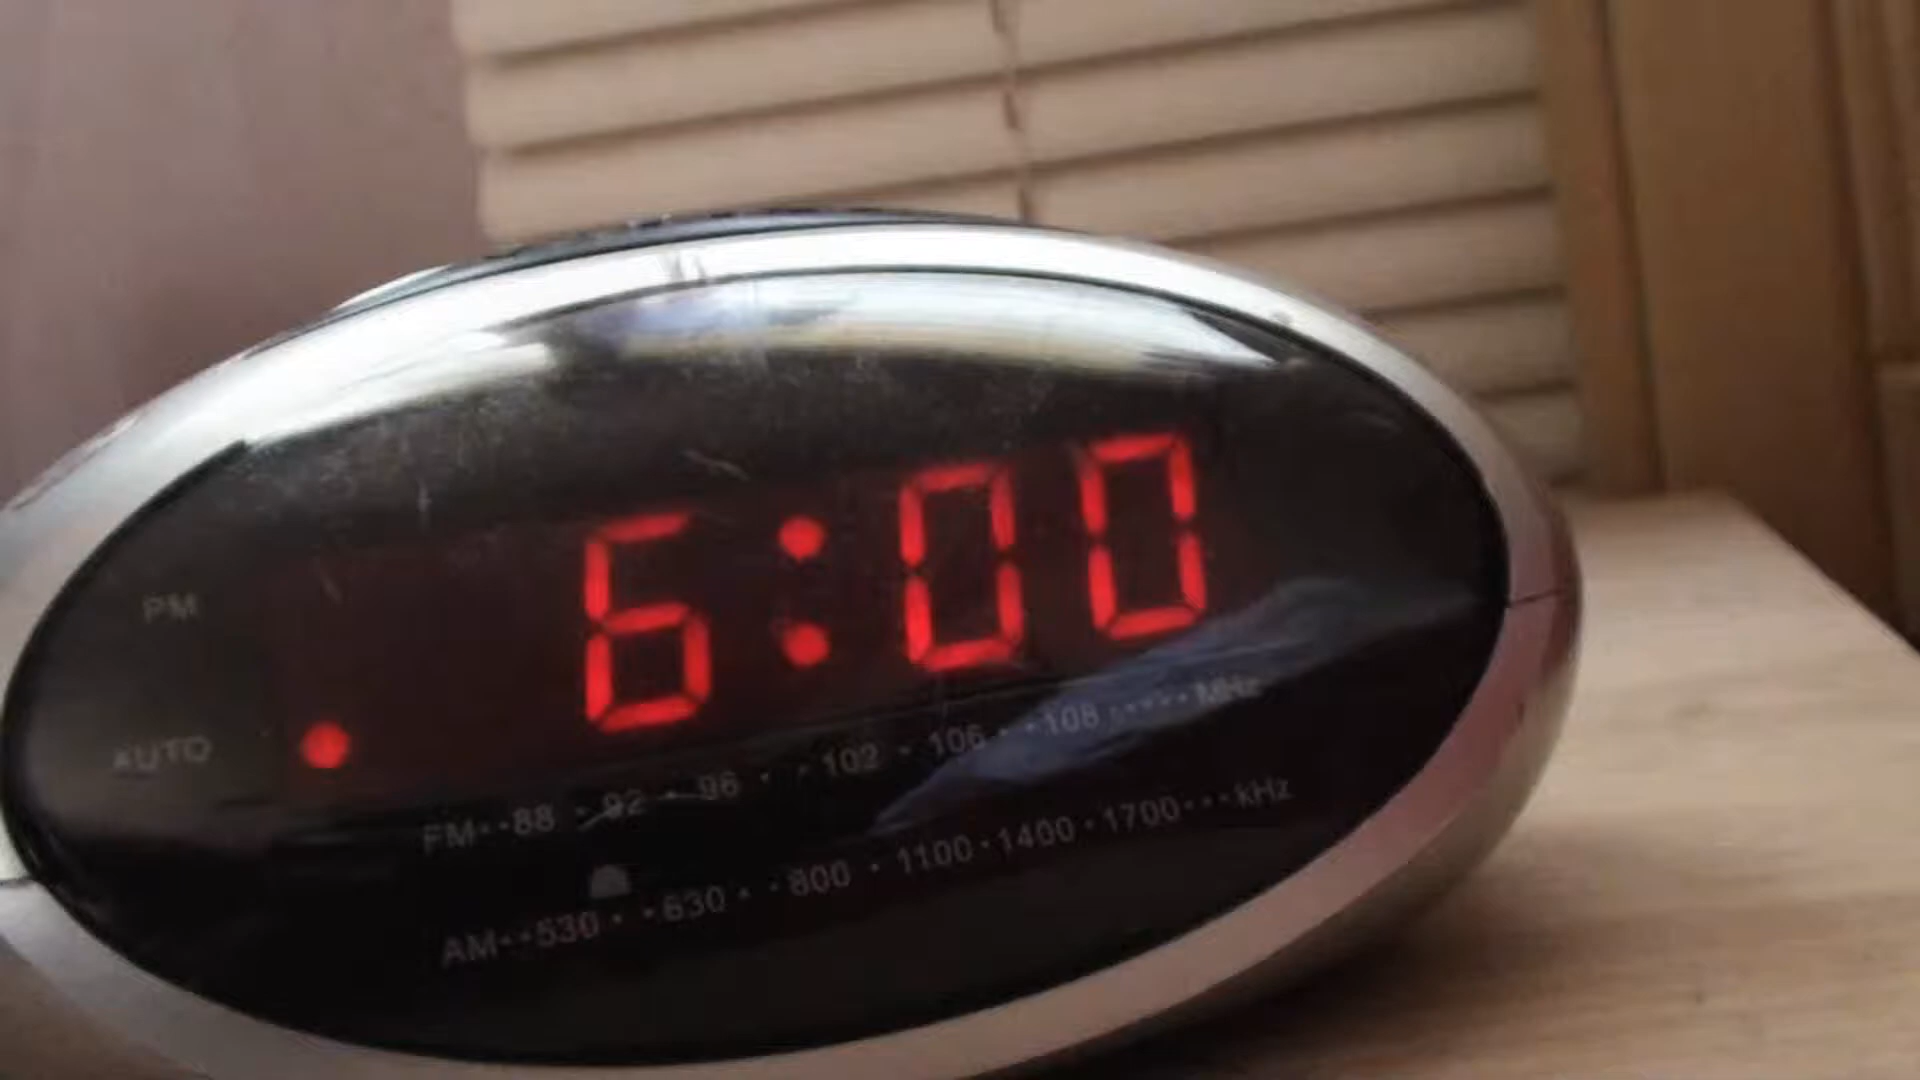 PM
6:00
AUTO
FM··88 · 92 · 96 · · 102 · 106 · · 108 ····· MHz
AM··530 · ·630 · ·800 · 1100·1400·1700···kHz